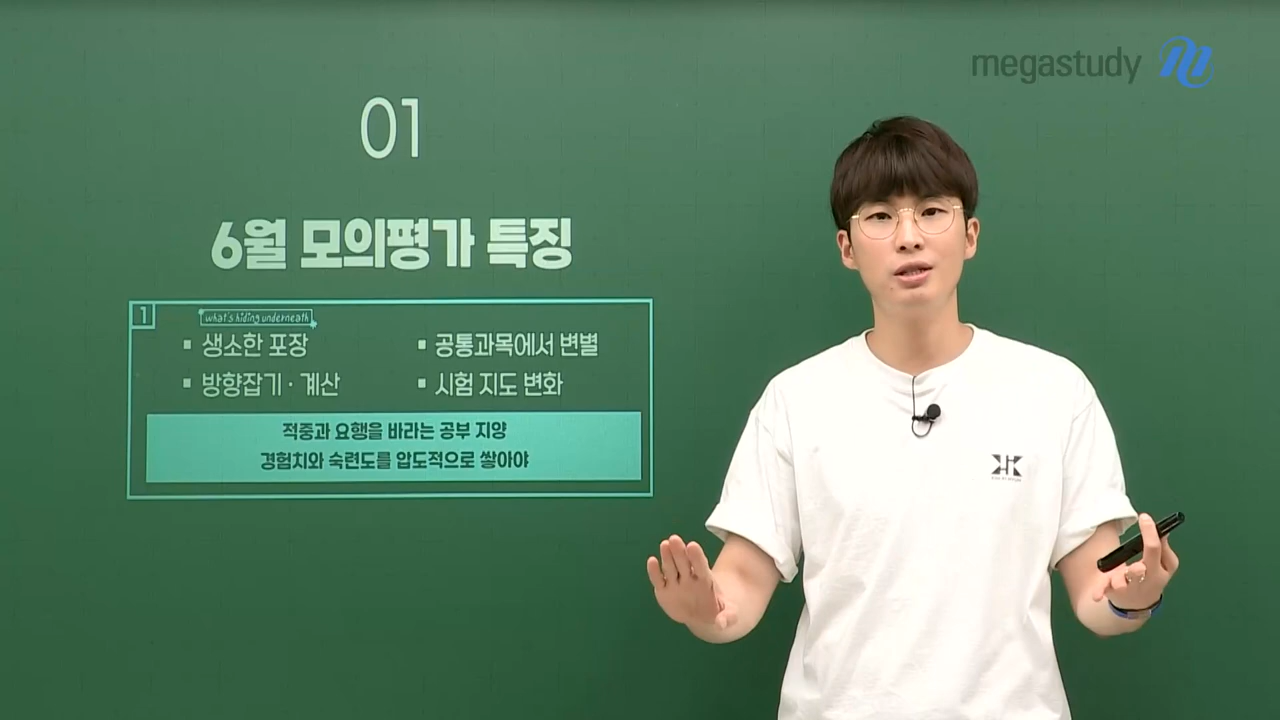 megastudy
01
6월 모의평가 특징
1
what's hiding underneath
▪ 생소한 포장
▪ 공통과목에서 변별
▪ 방향잡기 · 계산
▪ 시험 지도 변화
적중과 요행을 바라는 공부 지양
경험치와 숙련도를 압도적으로 쌓아야